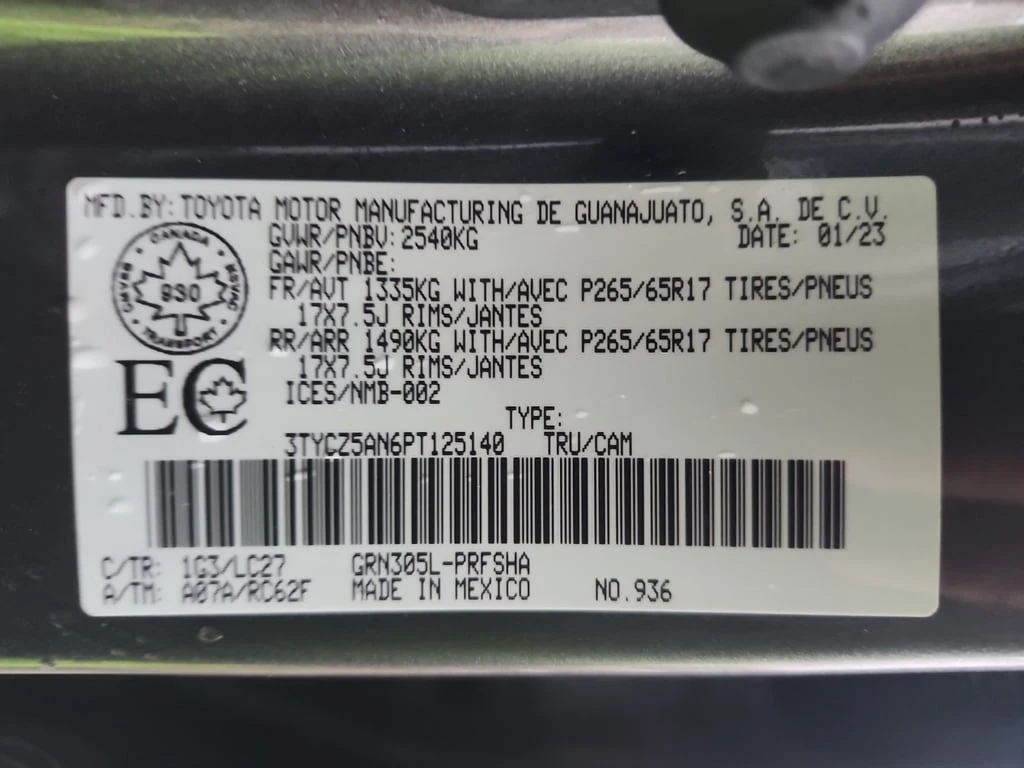 MFD.BY: TOYOTA MOTOR MANUFACTURING DE GUANAJUATO, S.A. DE C.V.
GVWR/PNBV: 2540KG DATE: 01/23
GAWR/PNBE:
FR/AVT 1335KG WITH/AVEC P265/65R17 TIRES/PNEUS
17X7.5J RIMS/JANTES
RR/ARR 1490KG WITH/AVEC P265/65R17 TIRES/PNEUS
17X7.5J RIMS/JANTES
ICES/NMB-002
TYPE:
3TYCZ5AN6PT125140 TRU/CAM
CANADA
CMVSS NSVAC
930
TRANSPORT
EC
C/TR: 1G3/LC27 GRN305L-PRFSHA
A/TM: A07A/RC62F MADE IN MEXICO NO.936